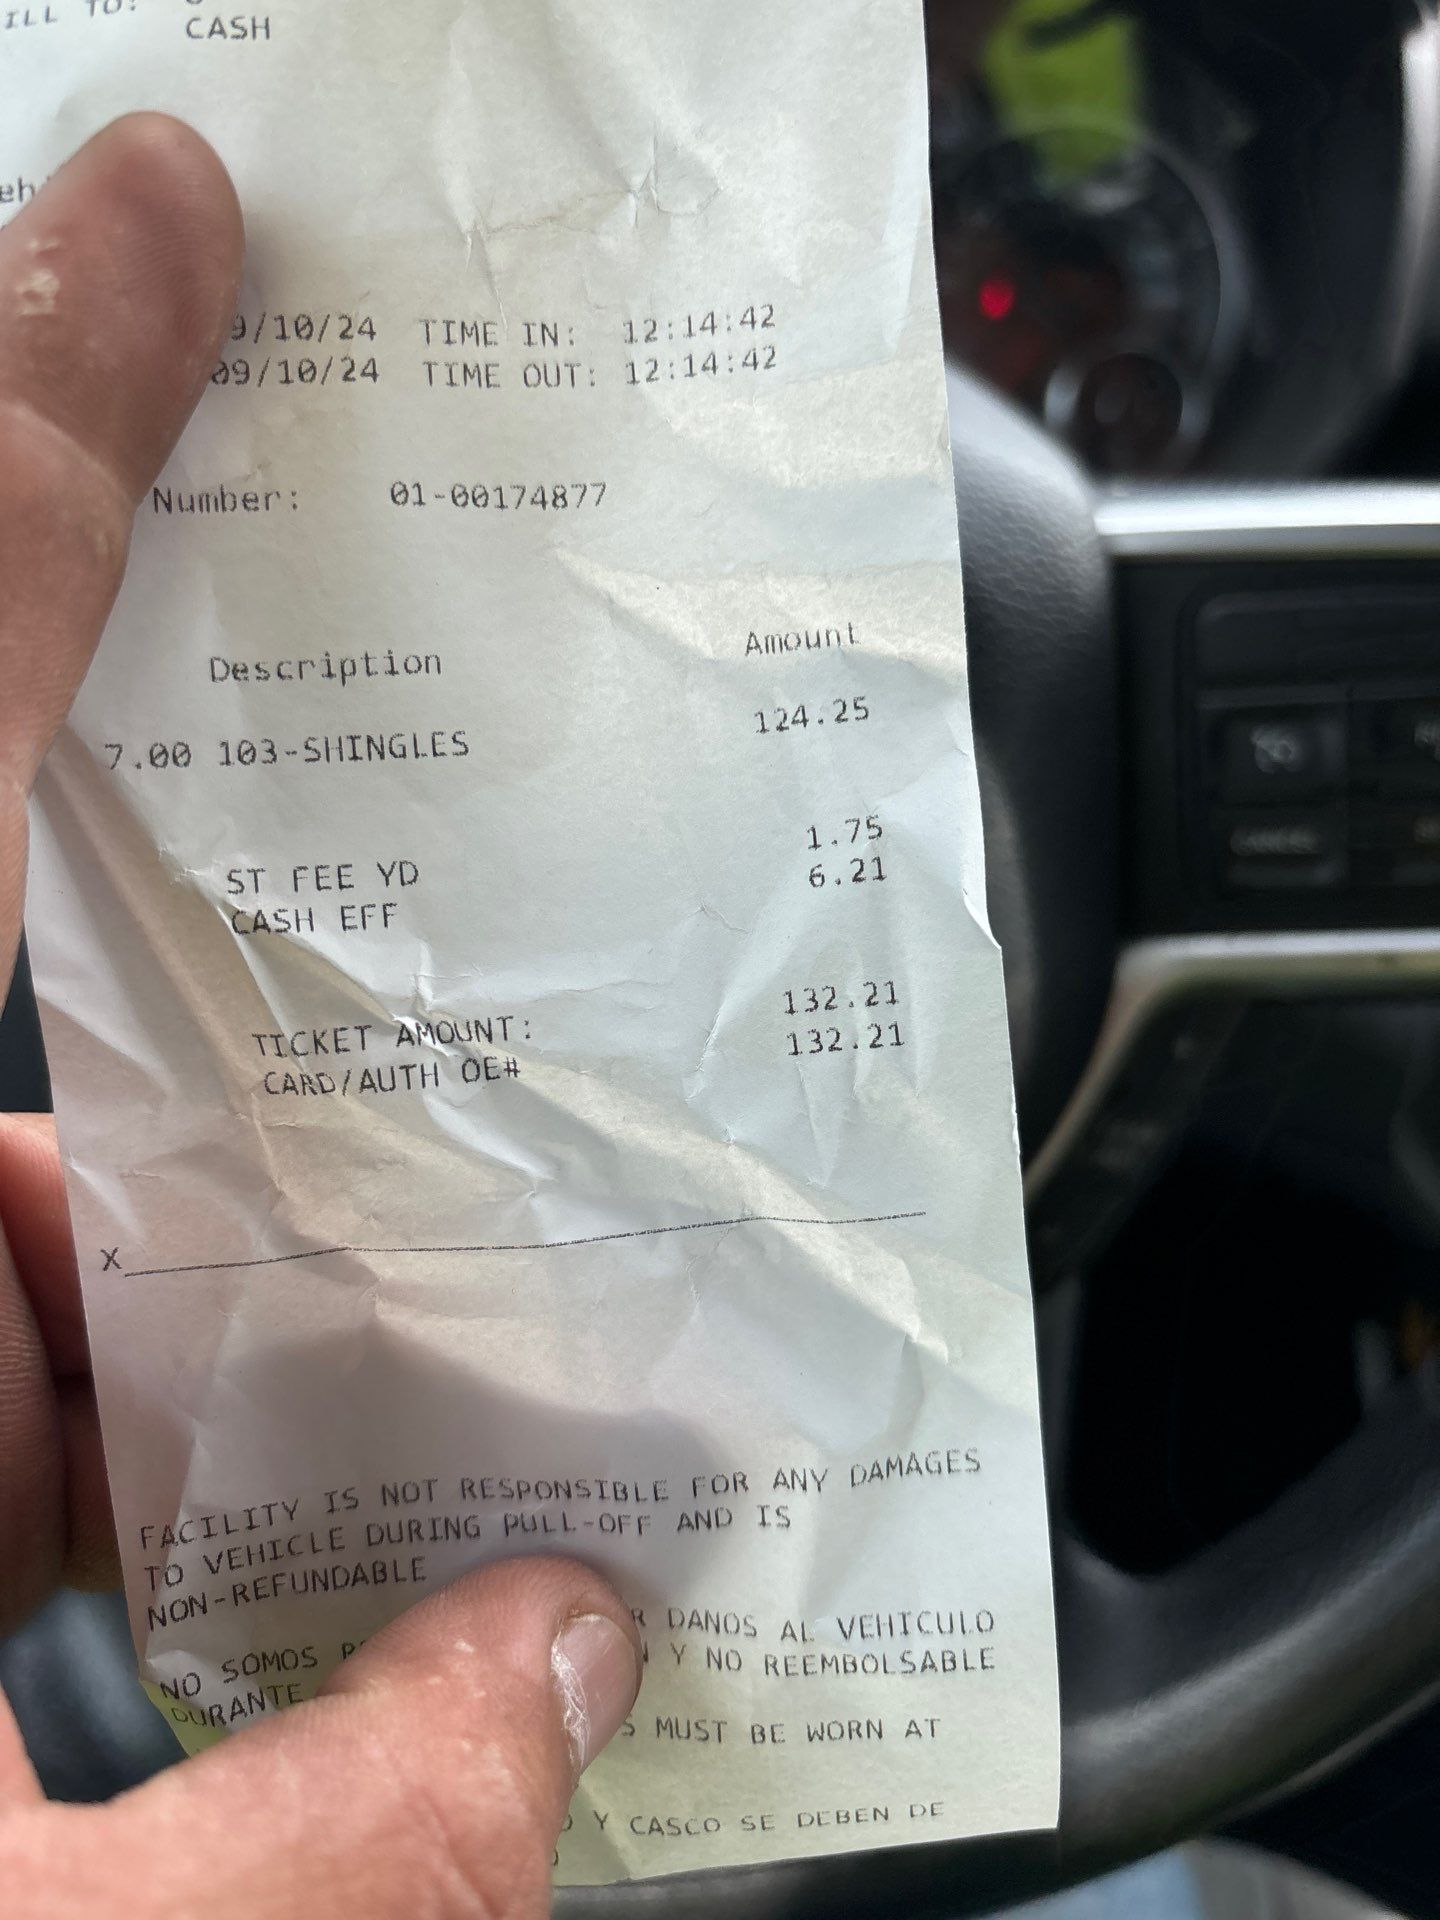 ILL TO:
CASH
9/10/24 TIME IN: 12:14:42
09/10/24 TIME OUT: 12:14:42
Number: 01-00174877
Description Amount
7.00 103-SHINGLES 124.25
ST FEE YD 1.75
CASH EFF 6.21
TICKET AMOUNT: 132.21
CARD/AUTH OE# 132.21
X
FACILITY IS NOT RESPONSIBLE FOR ANY DAMAGES
TO VEHICLE DURING PULL-OFF AND IS
NON-REFUNDABLE
NO SOMOS DANOS AL VEHICULO
DURANTE Y NO REEMBOLSABLE
MUST BE WORN AT
Y CASCO SE DEBEN DE
CANCEL